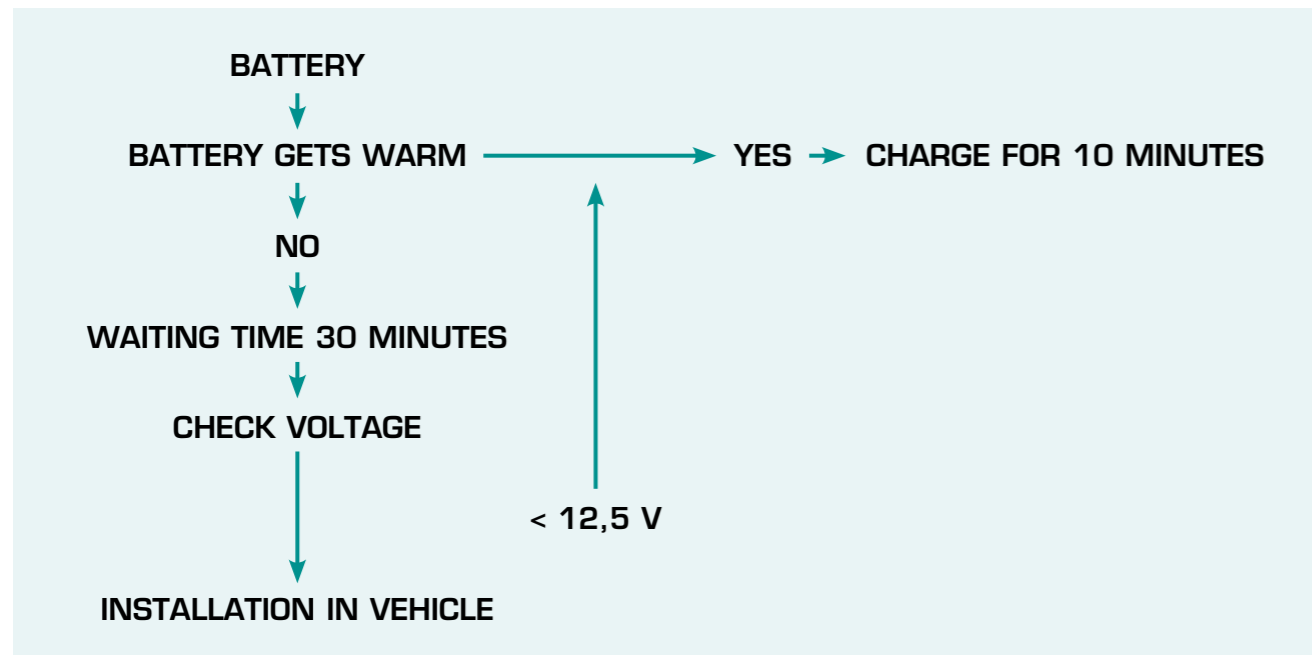 BATTERY
BATTERY GETS WARM
YES
CHARGE FOR 10 MINUTES
NO
WAITING TIME 30 MINUTES
CHECK VOLTAGE
< 12,5 V
INSTALLATION IN VEHICLE